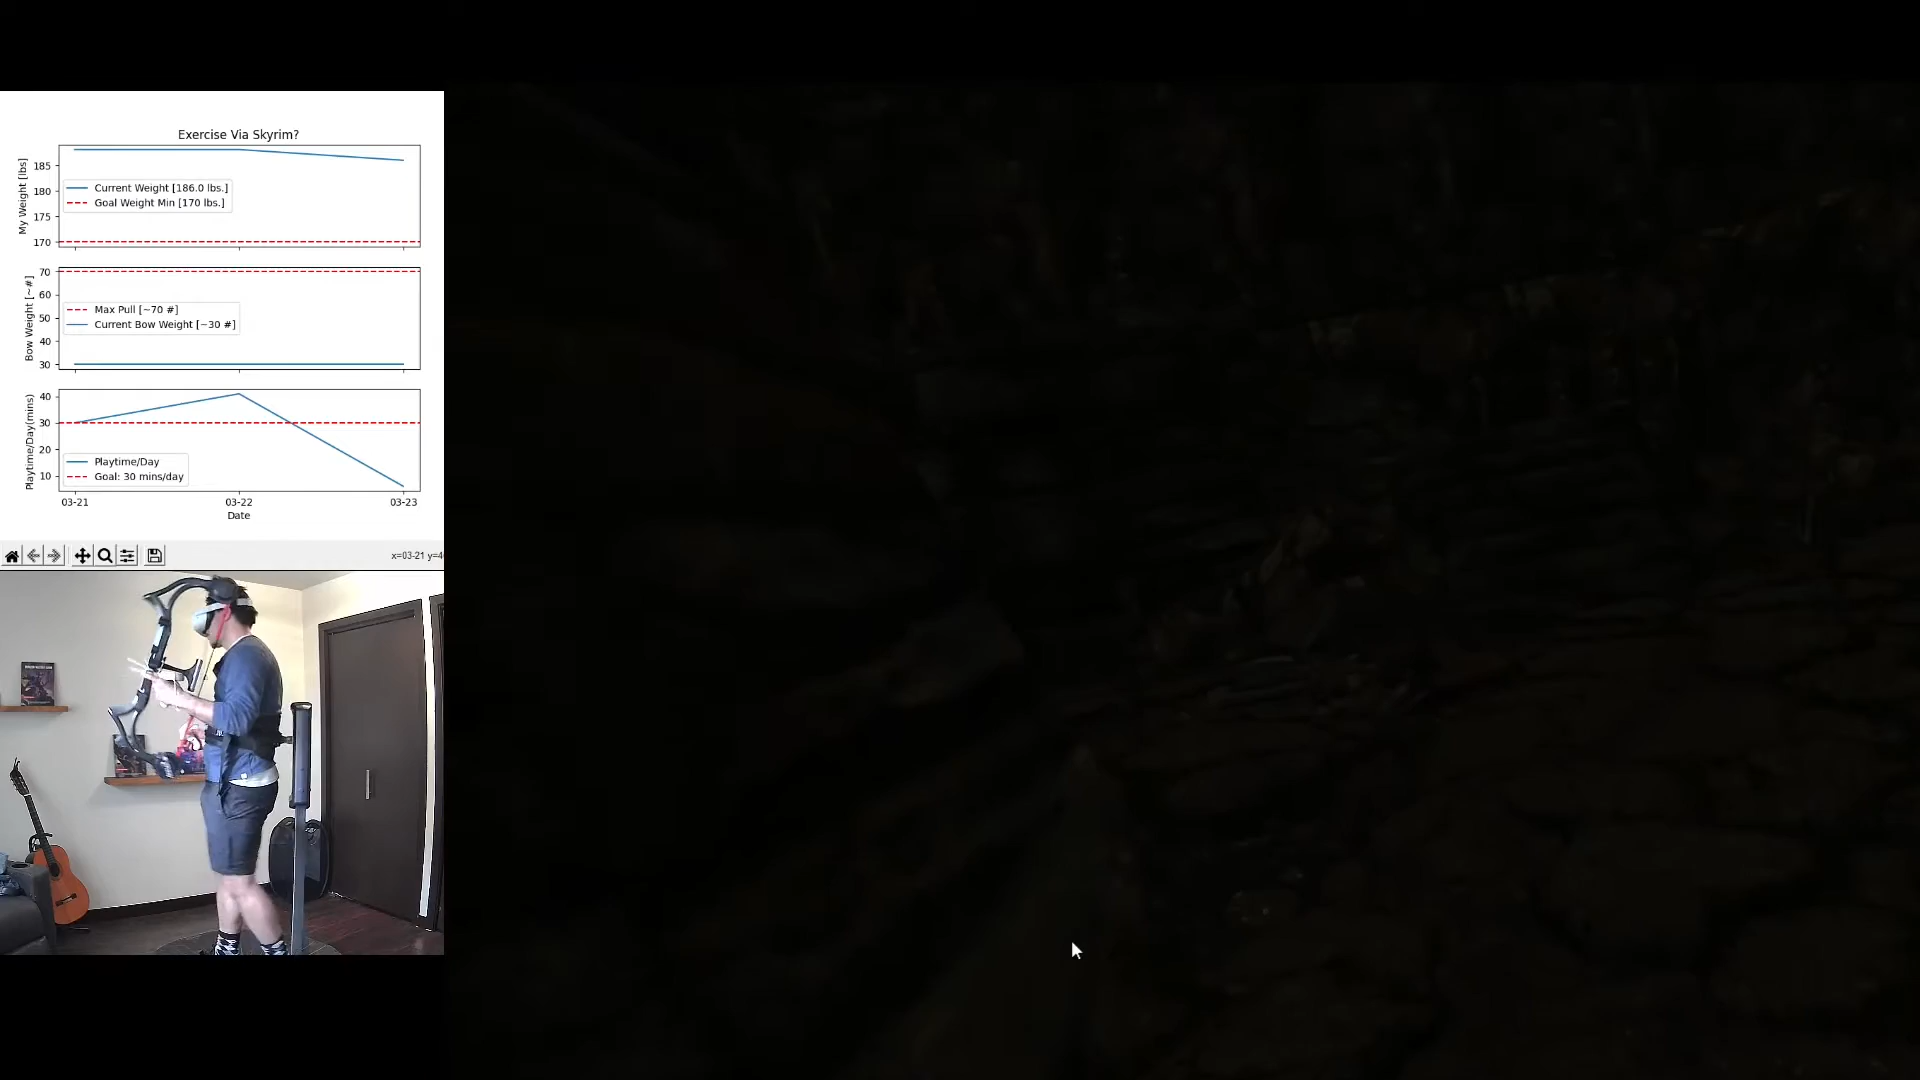 Exercise Via Skyrim?
My Weight [lbs]
185
180
175
170
Current Weight [186.0 lbs.]
Goal Weight Min [170 lbs.]
Bow Weight [~#]
70
60
50
40
30
Max Pull [~70 #]
Current Bow Weight [~30 #]
Playtime/Day(mins)
40
30
20
10
Playtime/Day
Goal: 30 mins/day
03-21 03-22 03-23
Date
x=03-21 y=4